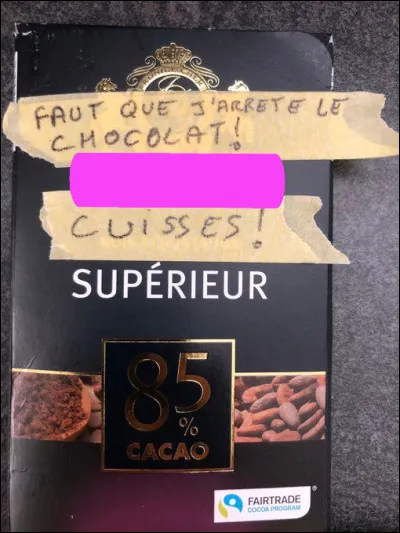 FAUT QUE J'ARRETE LE
CHOCOLAT!
CUISSES!
SUPÉRIEUR
85
%
CACAO
FAIRTRADE
COCOA PROGRAM